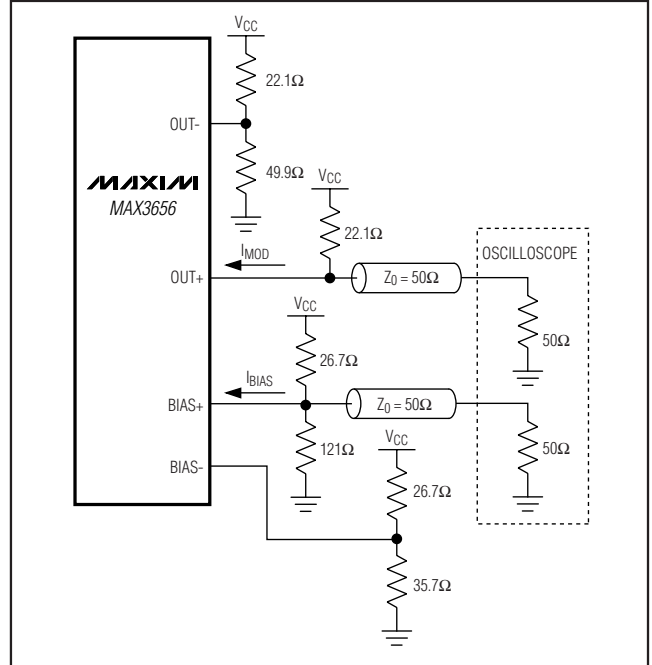 VCC
22.1Ω
OUT-
49.9Ω
MAXIM
MAX3656
VCC
22.1Ω
OSCILLOSCOPE
IMOD
OUT+
Z0 = 50Ω
50Ω
VCC
26.7Ω
IBIAS
BIAS+
Z0 = 50Ω
50Ω
121Ω
VCC
BIAS-
26.7Ω
35.7Ω